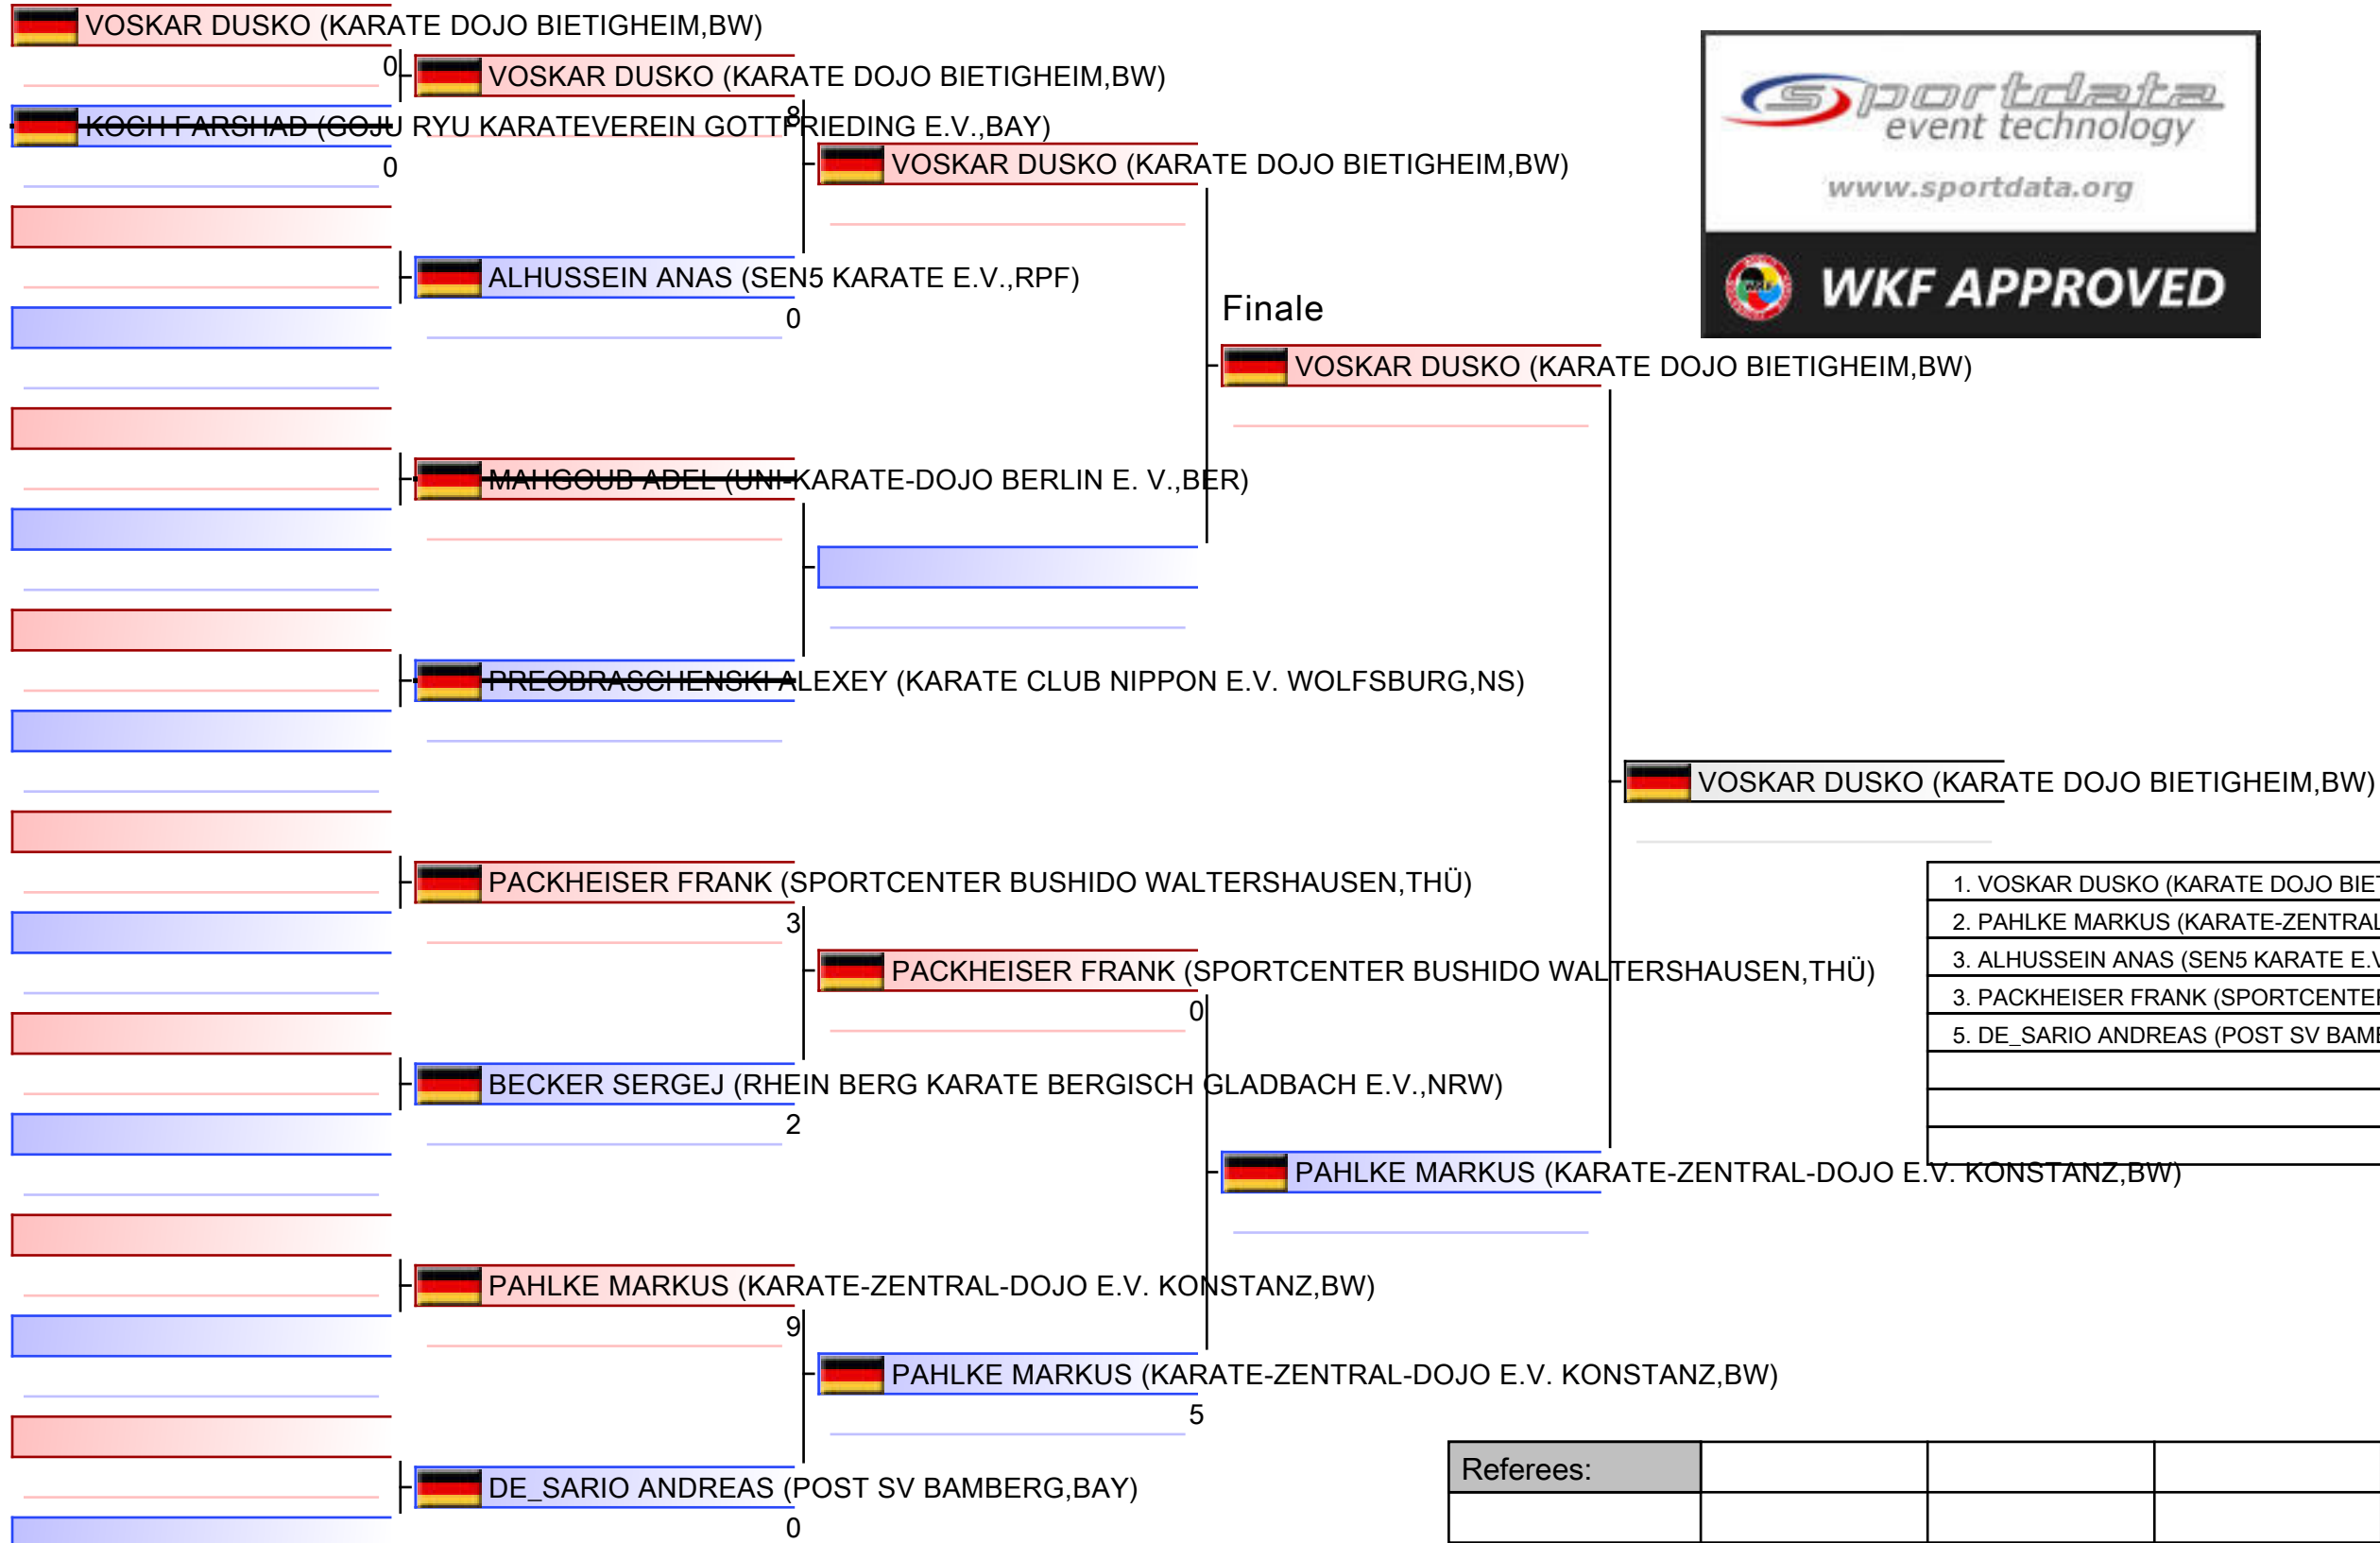 VOSKAR DUSKO (KARATE DOJO BIETIGHEIM,BW)
0
VOSKAR DUSKO (KARATE DOJO BIETIGHEIM,BW)
8
KOCH FARSHAD (GOJU RYU KARATEVEREIN GOTTFRIEDING E.V.,BAY)
0
VOSKAR DUSKO (KARATE DOJO BIETIGHEIM,BW)
sportdata
event technology
www.sportdata.org
WKF APPROVED
ALHUSSEIN ANAS (SEN5 KARATE E.V.,RPF)
0
Finale
VOSKAR DUSKO (KARATE DOJO BIETIGHEIM,BW)
MAHGOUB ADEL (UNI-KARATE-DOJO BERLIN E. V.,BER)
PREOBRASCHENSKI ALEXEY (KARATE CLUB NIPPON E.V. WOLFSBURG,NS)
VOSKAR DUSKO (KARATE DOJO BIETIGHEIM,BW)
PACKHEISER FRANK (SPORTCENTER BUSHIDO WALTERSHAUSEN,THÜ)
3
PACKHEISER FRANK (SPORTCENTER BUSHIDO WALTERSHAUSEN,THÜ)
0
1. VOSKAR DUSKO (KARATE DOJO BIET
2. PAHLKE MARKUS (KARATE-ZENTRAL
3. ALHUSSEIN ANAS (SEN5 KARATE E.V
3. PACKHEISER FRANK (SPORTCENTER
5. DE_SARIO ANDREAS (POST SV BAMB
BECKER SERGEJ (RHEIN BERG KARATE BERGISCH GLADBACH E.V.,NRW)
2
PAHLKE MARKUS (KARATE-ZENTRAL-DOJO E.V. KONSTANZ,BW)
PAHLKE MARKUS (KARATE-ZENTRAL-DOJO E.V. KONSTANZ,BW)
9
PAHLKE MARKUS (KARATE-ZENTRAL-DOJO E.V. KONSTANZ,BW)
5
DE_SARIO ANDREAS (POST SV BAMBERG,BAY)
0
Referees: